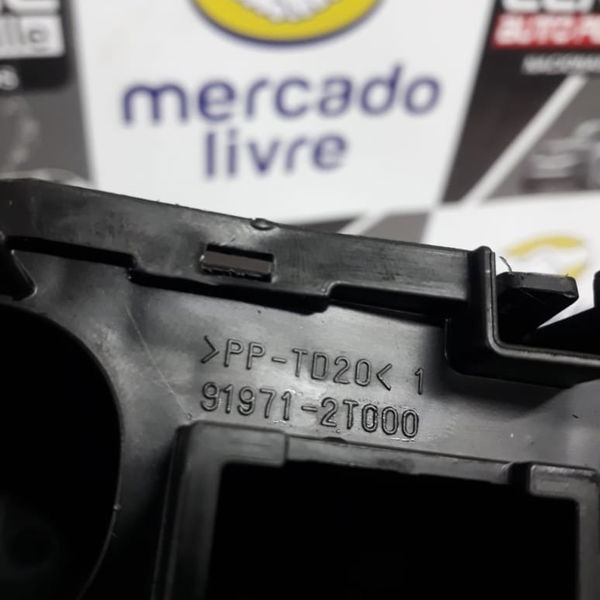 mercado
livre
>PP-TD20< 1
91971-2T000